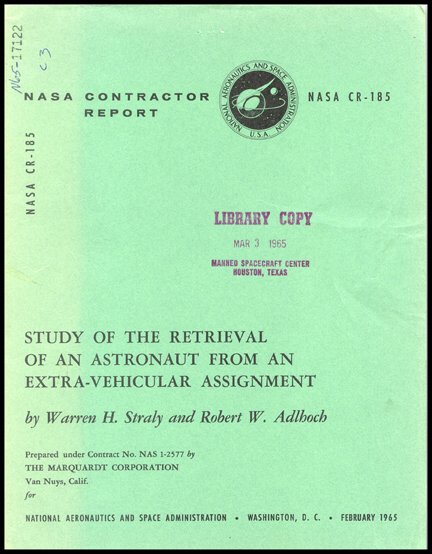 N65-17122
c 3
NASA CONTRACTOR
REPORT
NATIONAL AERONAUTICS AND SPACE ADMINISTRATION
U.S.A.
NASA CR-185
NASA CR-185
LIBRARY COPY
MAR 3 1965
MANNED SPACECRAFT CENTER
HOUSTON, TEXAS
STUDY OF THE RETRIEVAL
OF AN ASTRONAUT FROM AN
EXTRA-VEHICULAR ASSIGNMENT
by Warren H. Straly and Robert W. Adlhoch
Prepared under Contract No. NAS 1-2577 by
THE MARQUARDT CORPORATION
Van Nuys, Calif.
for
NATIONAL AERONAUTICS AND SPACE ADMINISTRATION • WASHINGTON, D. C. • FEBRUARY 1965